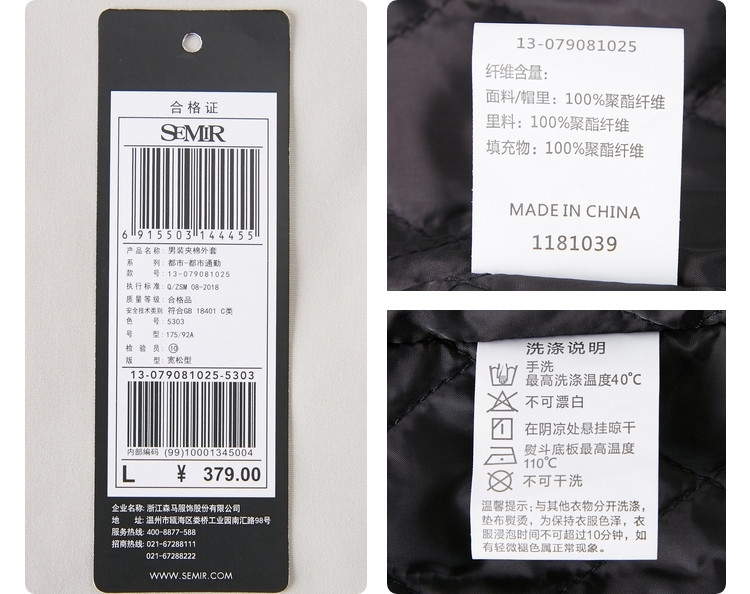 合格证
SEMIR
6 915503 144455
产品名称: 男装夹棉外套
系 列: 都市-都市通勤
款 号: 13-079081025
执行标准: Q/ZSM 08-2018
质量等级: 合格品
安全技术类别: 符合GB 18401 C类
色 号: 5303
号 型: 175/92A
检 验 员: ⑩
版 型: 宽松型
13-079081025-5303
内部编码 (99)10001345004
L ¥ 379.00
企业名称: 浙江森马服饰股份有限公司
地 址: 温州市瓯海区娄桥工业园南汇路98号
服务热线: 400-8877-588
招商热线: 021-67288111
021-67288222
WWW.SEMIR.COM
13-079081025
纤维含量:
面料/帽里: 100%聚酯纤维
里料: 100%聚酯纤维
填充物: 100%聚酯纤维
MADE IN CHINA
1181039
洗涤说明
手洗
最高洗涤温度40℃
不可漂白
在阴凉处悬挂晾干
熨斗底板最高温度
110℃
不可干洗
温馨提示: 与其他衣物分开洗涤,
垫布熨烫, 为保持衣服色泽, 衣
服浸泡时间不可超过10分钟, 如
有轻微褪色属正常现象。